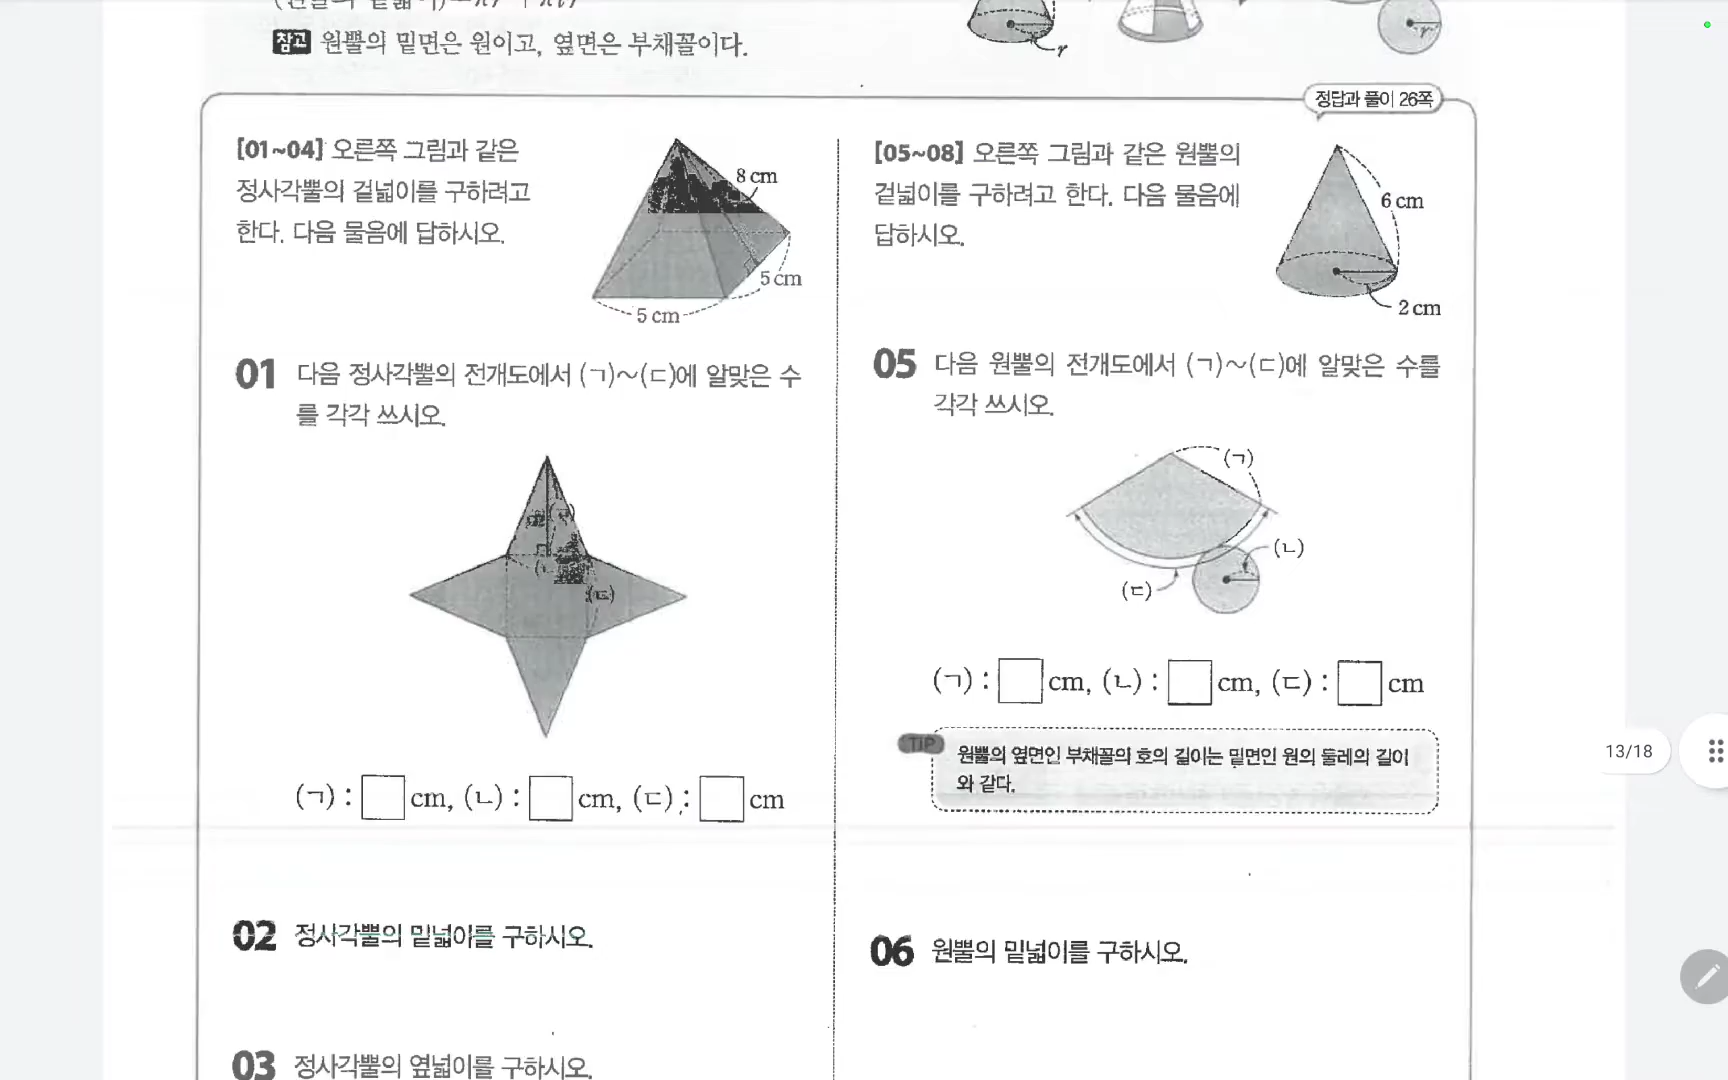 참고 원뿔의 밑면은 원이고, 옆면은 부채꼴이다.
r
r
정답과 풀이 26쪽
[01~04] 오른쪽 그림과 같은
정사각뿔의 겉넓이를 구하려고
한다. 다음 물음에 답하시오.
8 cm
5 cm
5 cm
01 다음 정사각뿔의 전개도에서 (ㄱ)~(ㄷ)에 알맞은 수
를 각각 쓰시오.
(ㄷ)
(ㄱ) : cm, (ㄴ) : cm, (ㄷ) : cm
02 정사각뿔의 밑넓이를 구하시오.
03 정사각뿔의 옆넓이를 구하시오.
[05~08] 오른쪽 그림과 같은 원뿔의
겉넓이를 구하려고 한다. 다음 물음에
답하시오.
6 cm
2 cm
05 다음 원뿔의 전개도에서 (ㄱ)~(ㄷ)에 알맞은 수를
각각 쓰시오.
(ㄱ)
(ㄴ)
(ㄷ)
(ㄱ) : cm, (ㄴ) : cm, (ㄷ) : cm
TIP 원뿔의 옆면인 부채꼴의 호의 길이는 밑면인 원의 둘레의 길이
와 같다.
06 원뿔의 밑넓이를 구하시오.
13/18